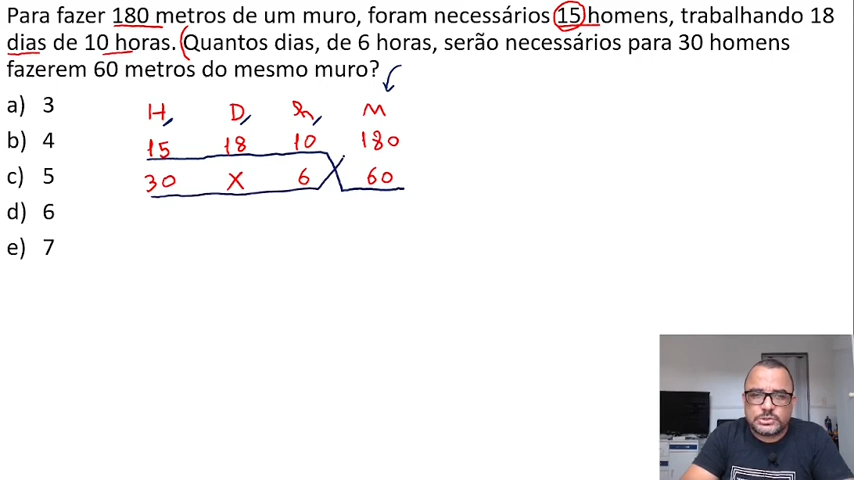 Para fazer 180 metros de um muro, foram necessários 15 homens, trabalhando 18
dias de 10 horas. (Quantos dias, de 6 horas, serão necessários para 30 homens
fazerem 60 metros do mesmo muro?
a) 3
b) 4
c) 5
d) 6
e) 7
H D h M
15 18 10 180
30 X 6 60